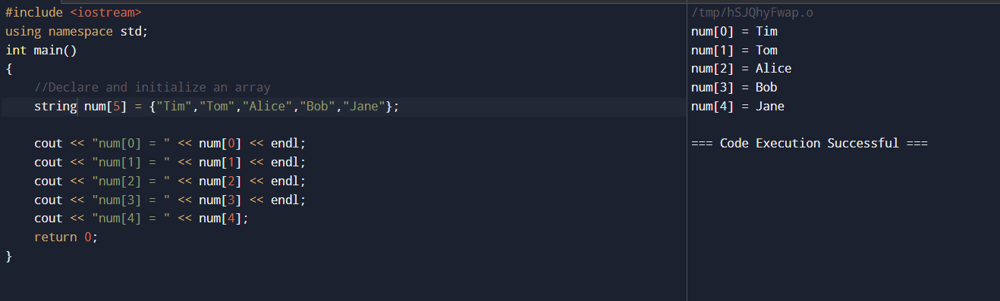 #include <iostream>
using namespace std;
int main()
{
    //Declare and initialize an array
    string num[5] = {"Tim","Tom","Alice","Bob","Jane"};
    cout << "num[0] = " << num[0] << endl;
    cout << "num[1] = " << num[1] << endl;
    cout << "num[2] = " << num[2] << endl;
    cout << "num[3] = " << num[3] << endl;
    cout << "num[4] = " << num[4];
    return 0;
}
/tmp/hSJQhyFwap.o
num[0] = Tim
num[1] = Tom
num[2] = Alice
num[3] = Bob
num[4] = Jane
=== Code Execution Successful ===